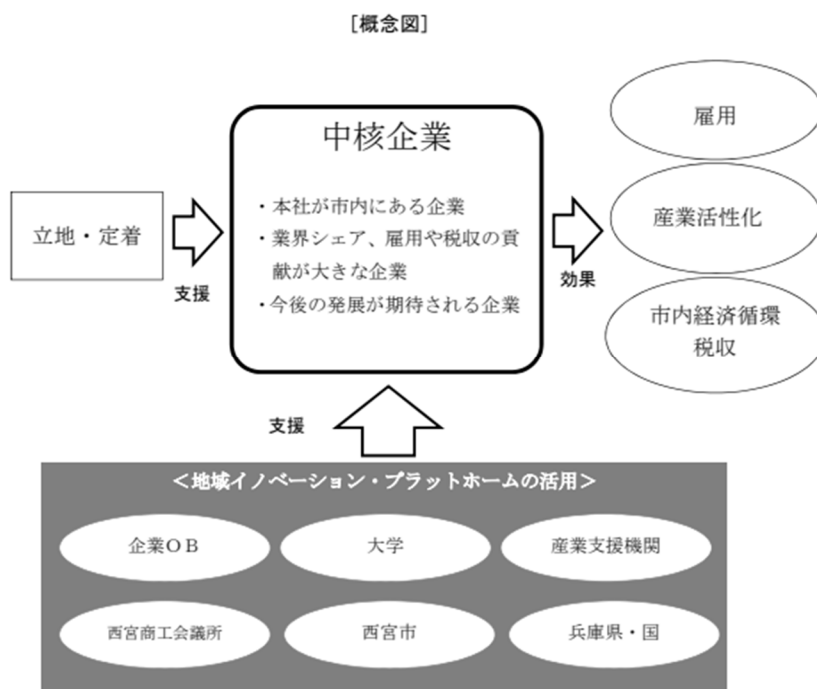 [概念図]
中核企業
・本社が市内にある企業
・業界シェア、雇用や税収の貢
献が大きな企業
・今後の発展が期待される企業
立地・定着
支援
効果
雇用
産業活性化
市内経済循環
税収
支援
＜地域イノベーション・プラットホームの活用＞
企業ＯＢ
大学
産業支援機関
西宮商工会議所
西宮市
兵庫県・国